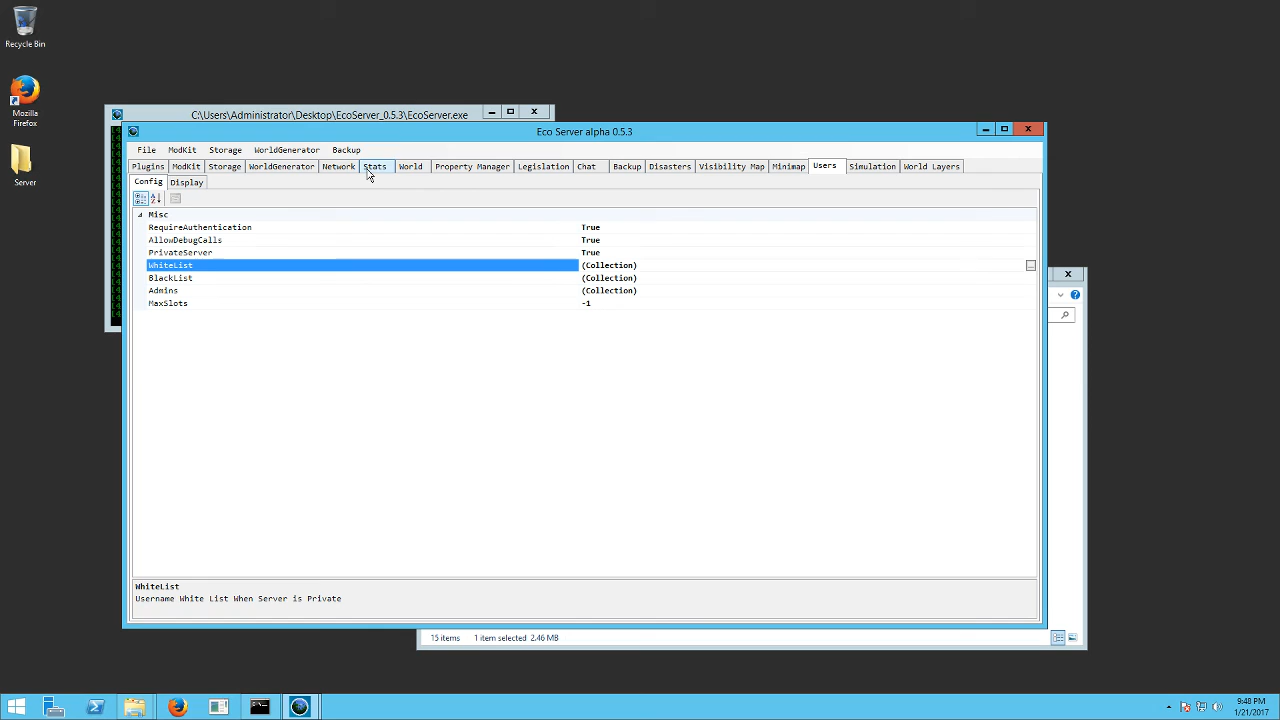 Recycle Bin
Mozilla
Firefox
Server
C:\Users\Administrator\Desktop\EcoServer_0.5.3\EcoServer.exe
Eco Server alpha 0.5.3
File ModKit Storage WorldGenerator Backup
Plugins ModKit Storage WorldGenerator Network Stats World Property Manager Legislation Chat Backup Disasters Visibility Map Minimap Users Simulation World Layers
Config Display
Misc
RequireAuthentication True
AllowDebugCalls True
PrivateServer True
WhiteList (Collection) ...
BlackList (Collection)
Admins (Collection)
MaxSlots -1
WhiteList
Username White List When Server is Private
15 items 1 item selected 2.46 MB
9:48 PM
1/21/2017